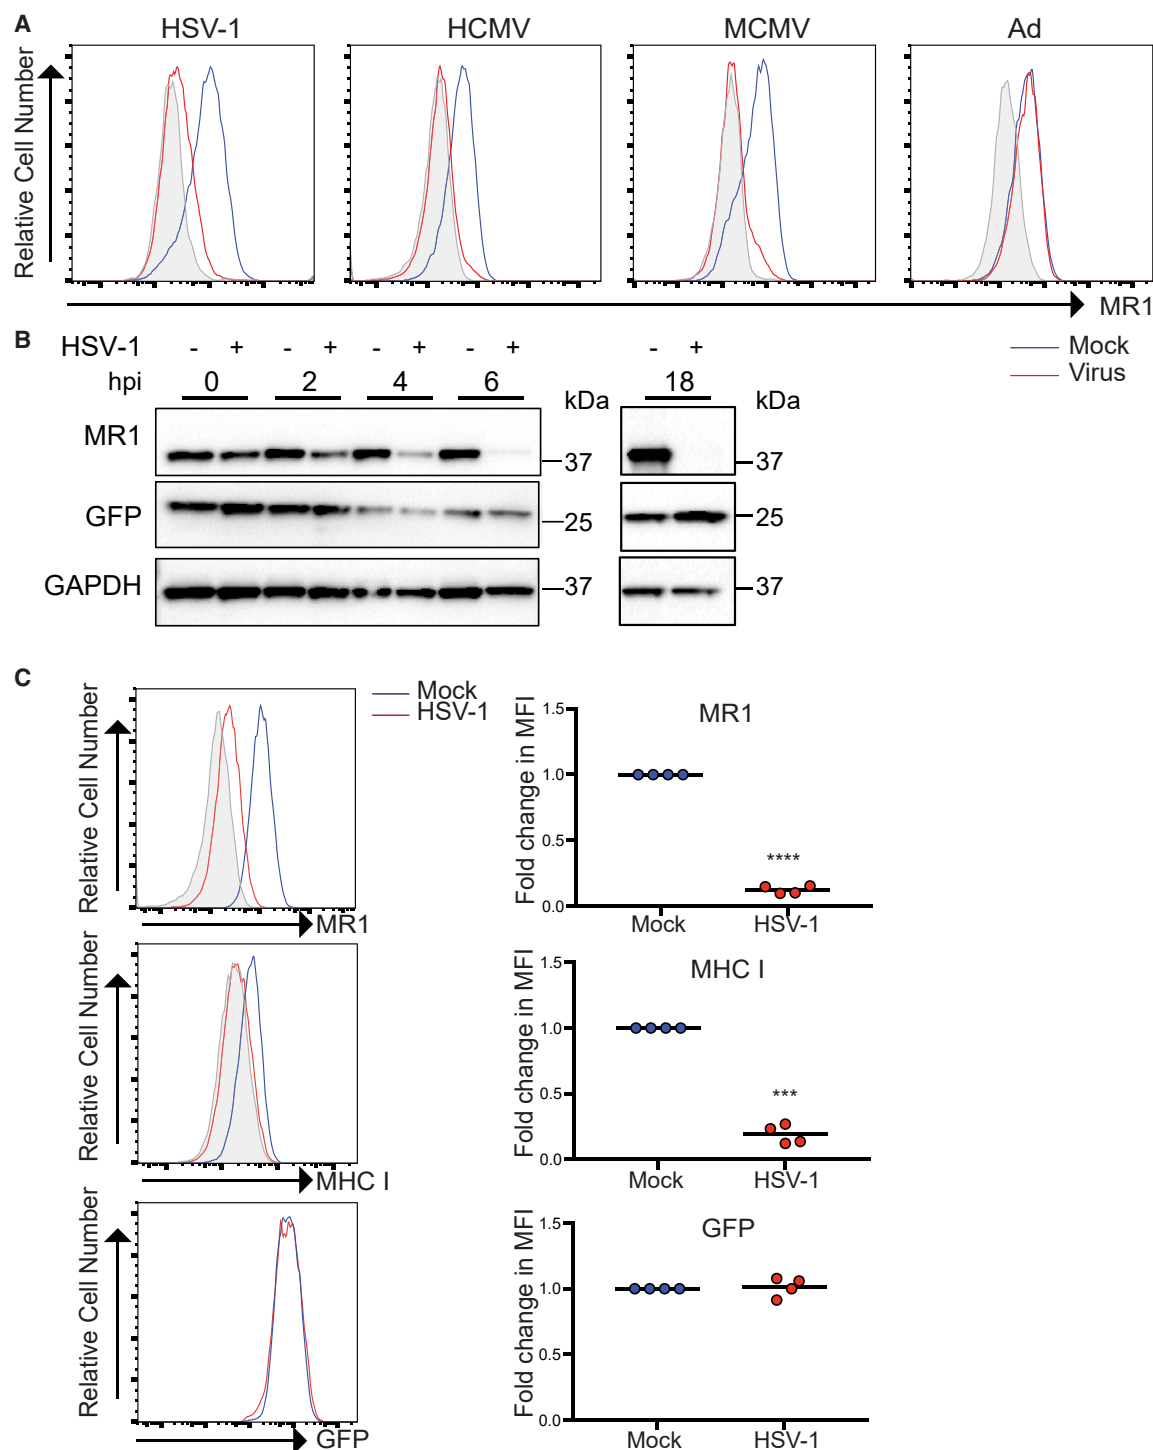 A
HSV-1 HCMV MCMV Ad
Relative Cell Number
MR1
Mock
Virus
B
HSV-1 - + - + - + - + - +
hpi 0 2 4 6 18
kDa kDa
MR1 37 37
GFP 25 25
GAPDH 37 37
C
Mock
HSV-1
Relative Cell Number
MR1
Fold change in MFI
MR1
1.5
1.0
0.5
0.0
****
Mock HSV-1
Relative Cell Number
MHC I
Fold change in MFI
MHC I
1.5
1.0
0.5
0.0
***
Mock HSV-1
Relative Cell Number
GFP
Fold change in MFI
GFP
1.5
1.0
0.5
0.0
Mock HSV-1